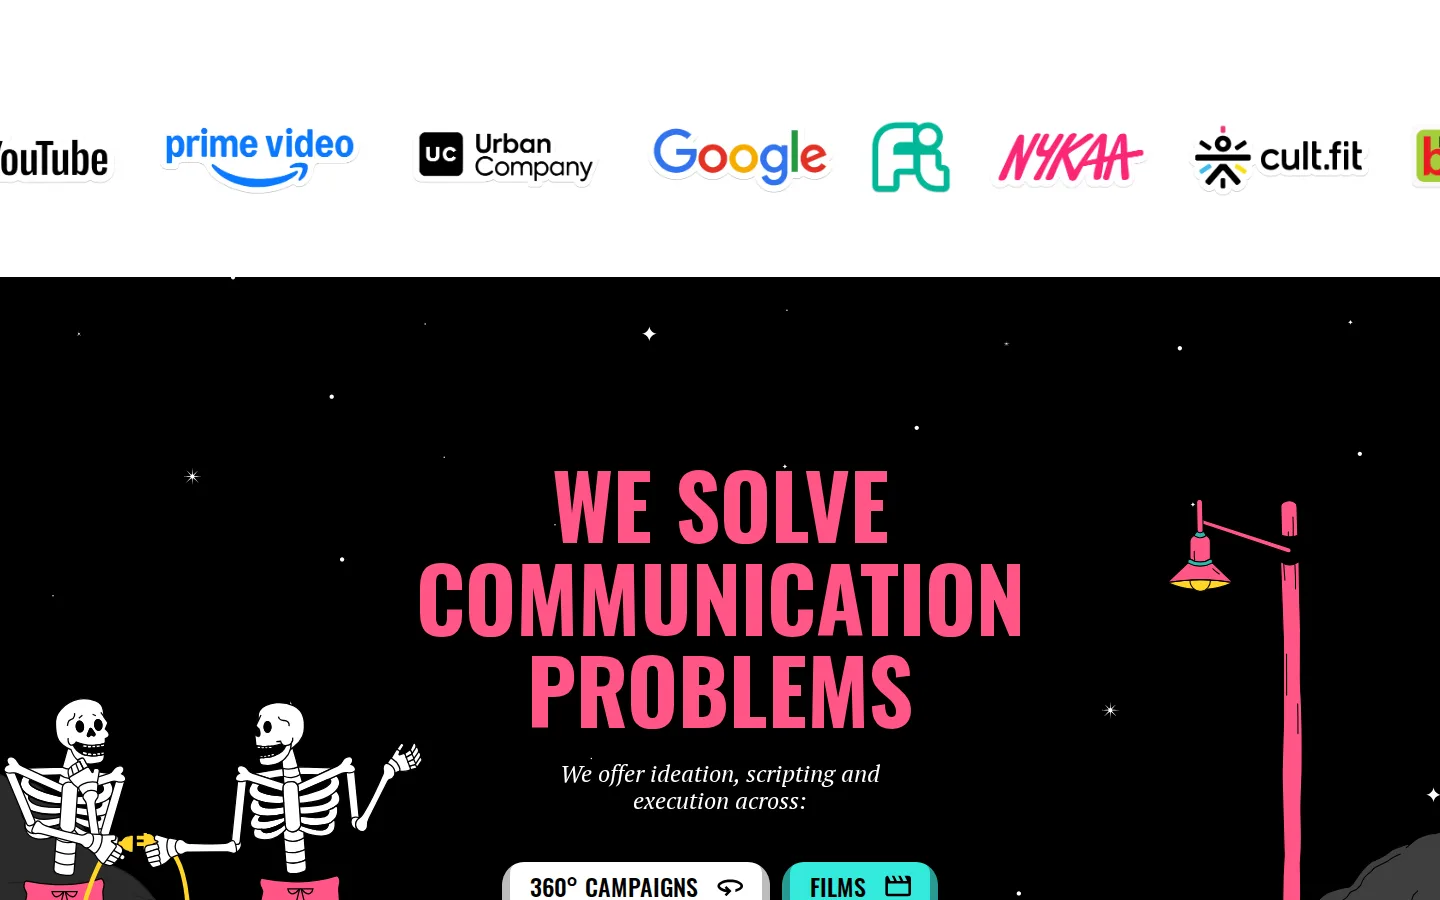 YouTube
prime video
UC Urban Company
Google
Fi
NYKAA
cult.fit
b
WE SOLVE
COMMUNICATION
PROBLEMS
We offer ideation, scripting and
execution across:
360° CAMPAIGNS
FILMS